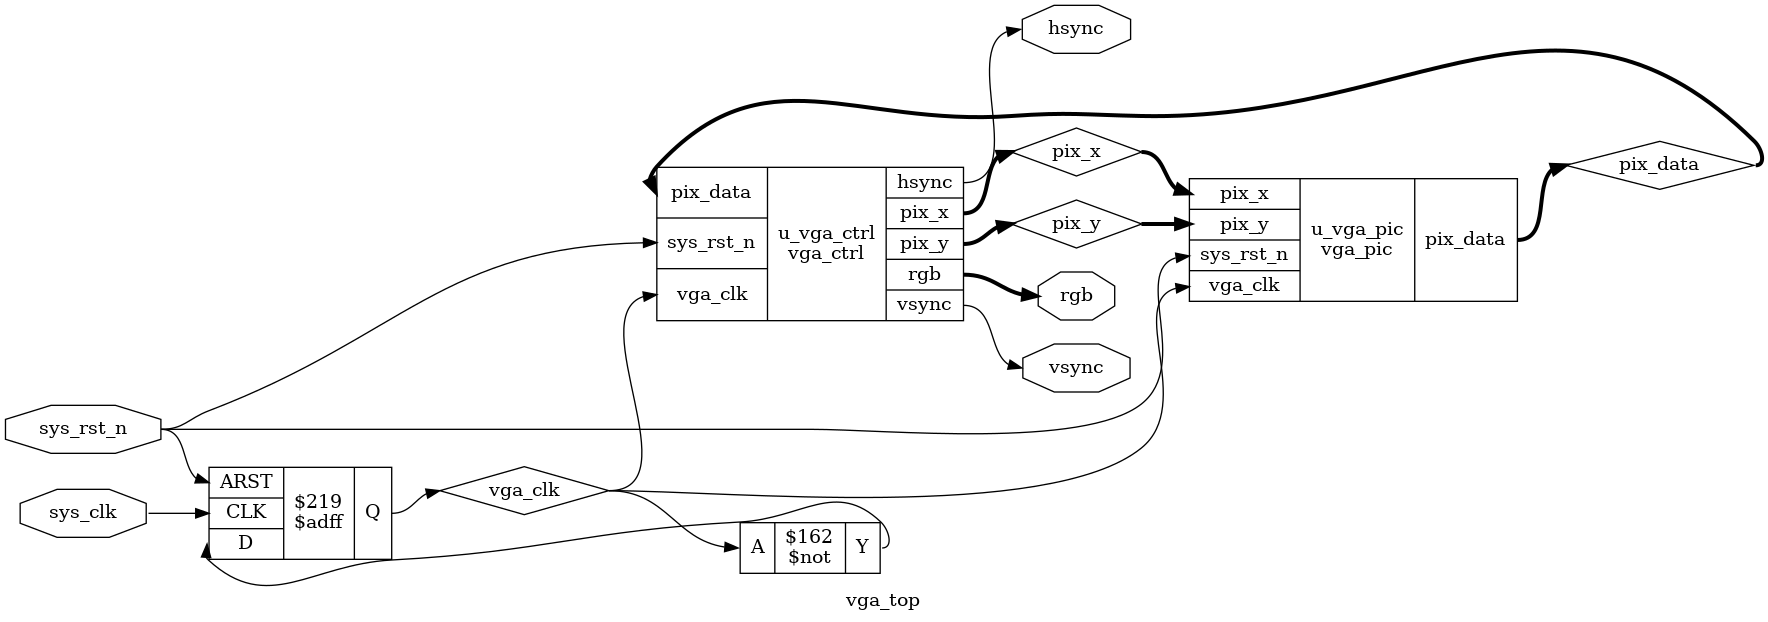 hsync
pix_data
sys_rst_n
vga_clk
u_vga_ctrl
vga_ctrl
hsync
pix_x
pix_y
rgb
vsync
pix_x
pix_y
rgb
vsync
pix_x
pix_y
sys_rst_n
vga_clk
u_vga_pic
vga_pic
pix_data
pix_data
sys_rst_n
sys_clk
ARST
CLK
D
$219
$adff
Q
vga_clk
A
$162
$not
Y
vga_top